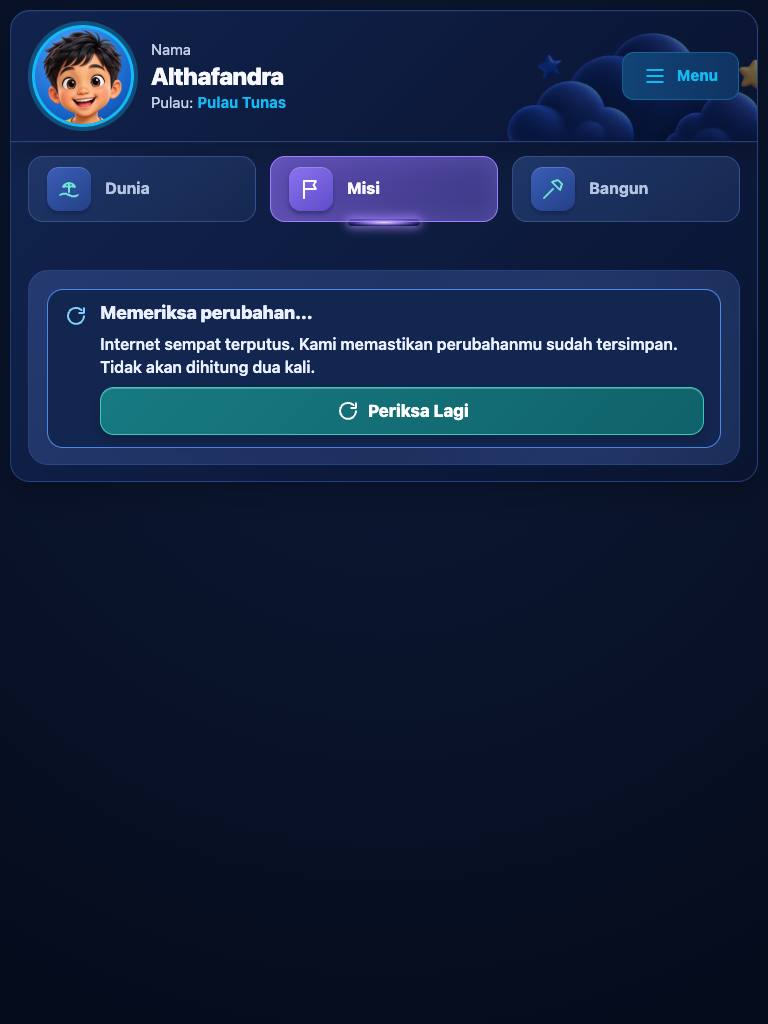 Nama
Althafandra
Pulau: Pulau Tunas
Menu
Dunia
Misi
Bangun
Memeriksa perubahan...
Internet sempat terputus. Kami memastikan perubahanmu sudah tersimpan.
Tidak akan dihitung dua kali.
Periksa Lagi